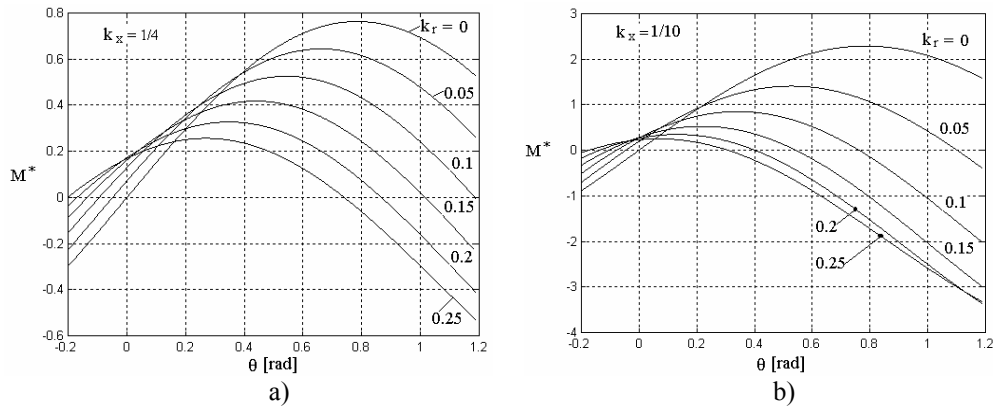 0.8
0.6
0.4
0.2
M*
0
-0.2
-0.4
-0.6
k_x = 1/4
k_r = 0
0.05
0.1
0.15
0.2
0.25
-0.2 0 0.2 0.4 0.6 0.8 1 1.2
θ [rad]
a)
3
2
1
M*
0
-1
-2
-3
-4
k_x = 1/10
k_r = 0
0.05
0.1
0.15
0.2
0.25
-0.2 0 0.2 0.4 0.6 0.8 1 1.2
θ [rad]
b)